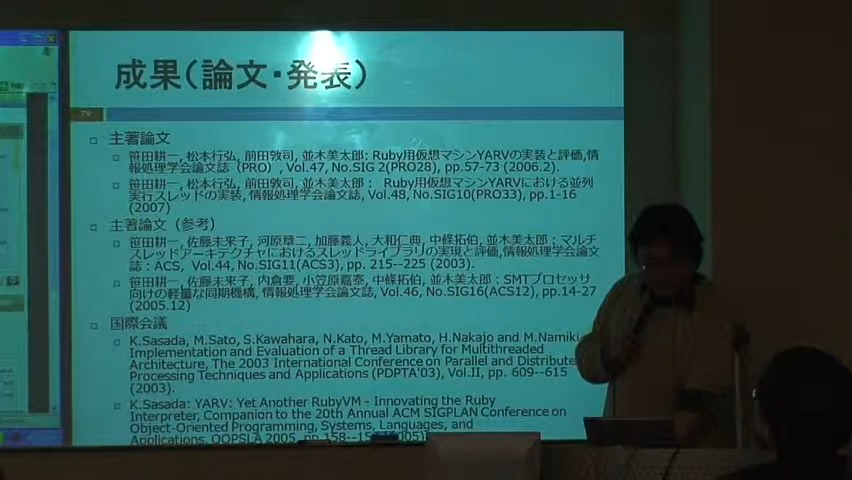 成果(論文・発表)
79
主著論文
笹田耕一, 松本行弘, 前田敦司, 並木美太郎: Ruby用仮想マシンYARVの実装と評価,情
報処理学会論文誌 (PRO) , Vol.47, No.SIG 2(PRO28), pp.57-73 (2006.2).
笹田耕一, 松本行弘, 前田敦司, 並木美太郎: Ruby用仮想マシンYARVにおける並列
実行スレッドの実装, 情報処理学会論文誌, Vol.48, No.SIG10(PRO33), pp.1-16
(2007)
主著論文 (参考)
笹田耕一, 佐藤未来子, 河原章二, 加藤義人, 大和仁典, 中條拓伯, 並木美太郎: マルチ
スレッドアーキテクチャにおけるスレッドライブラリの実現と評価,情報処理学会論文
誌: ACS, Vol.44, No.SIG11(ACS3), pp. 215--225 (2003).
笹田耕一, 佐藤未来子, 内倉要, 小笠原嘉泰, 中條拓伯, 並木美太郎: SMTプロセッサ
向けの軽量な同期機構, 情報処理学会論文誌, Vol.46, No.SIG16(ACS12), pp.14-27
(2005.12)
国際会議
K.Sasada, M.Sato, S.Kawahara, N.Kato, M.Yamato, H.Nakajo and M.Namiki
Implementation and Evaluation of a Thread Library for Multithreaded
Architecture, The 2003 International Conference on Parallel and Distribute
Processing Techniques and Applications (PDPTA'03), Vol.II, pp. 609--615
(2003).
K.Sasada: YARV: Yet Another RubyVM - Innovating the Ruby
Interpreter, Companion to the 20th Annual ACM SIGPLAN Conference on
Object-Oriented Programming, Systems, Languages, and
Applications, OOPSLA 2005, pp.158--